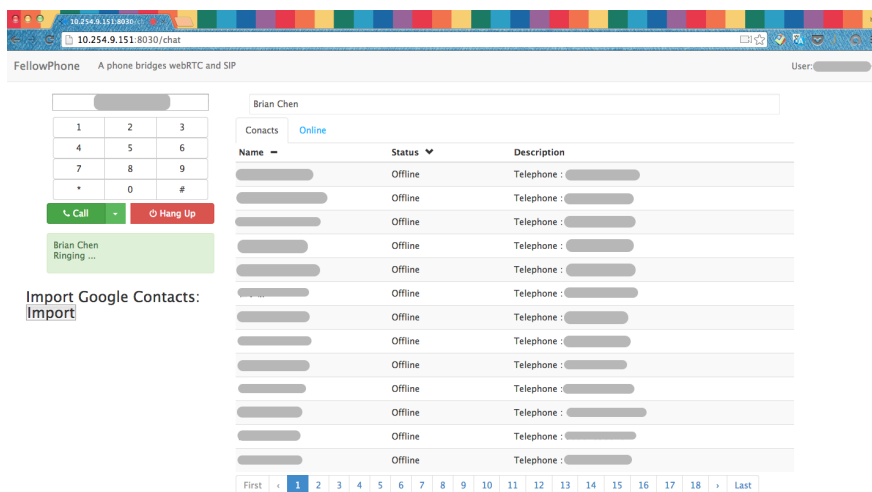 10.254.9.151:8030/c
10.254.9.151:8030/chat
FellowPhone A phone bridges webRTC and SIP User:
Brian Chen
1 2 3
4 5 6
7 8 9
* 0 #
Call Hang Up
Brian Chen
Ringing ...
Import Google Contacts:
Import
Conacts Online
Name Status Description
Offline Telephone :
Offline Telephone :
Offline Telephone :
Offline Telephone :
Offline Telephone :
Offline Telephone :
Offline Telephone :
Offline Telephone :
Offline Telephone :
Offline Telephone :
Offline Telephone :
Offline Telephone :
Offline Telephone :
First ‹ 1 2 3 4 5 6 7 8 9 10 11 12 13 14 15 16 17 18 › Last